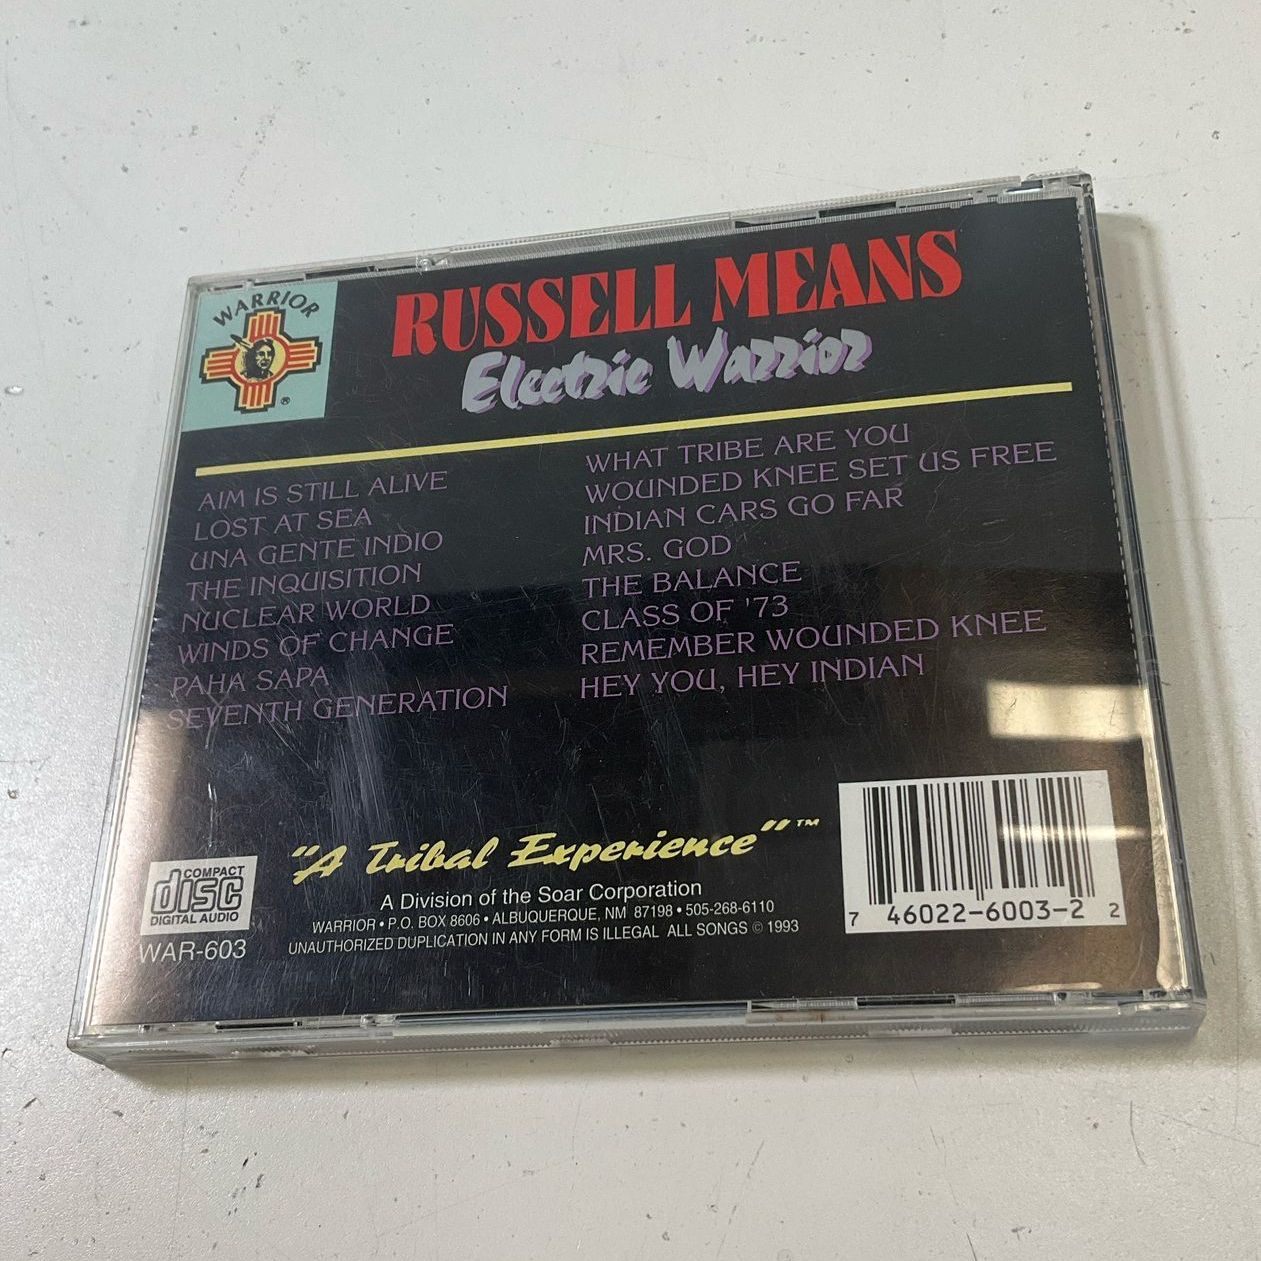 WARRIOR
®
RUSSELL MEANS
Electric Warrior
AIM IS STILL ALIVE
LOST AT SEA
UNA GENTE INDIO
THE INQUISITION
NUCLEAR WORLD
WINDS OF CHANGE
PAHA SAPA
SEVENTH GENERATION
WHAT TRIBE ARE YOU
WOUNDED KNEE SET US FREE
INDIAN CARS GO FAR
MRS. GOD
THE BALANCE
CLASS OF '73
REMEMBER WOUNDED KNEE
HEY YOU, HEY INDIAN
COMPACT
disc
DIGITAL AUDIO
WAR-603
"A Tribal Experience"™
A Division of the Soar Corporation
WARRIOR • P.O. BOX 8606 • ALBUQUERQUE, NM 87198 • 505-268-6110
UNAUTHORIZED DUPLICATION IN ANY FORM IS ILLEGAL ALL SONGS © 1993
7 46022-6003-2 2